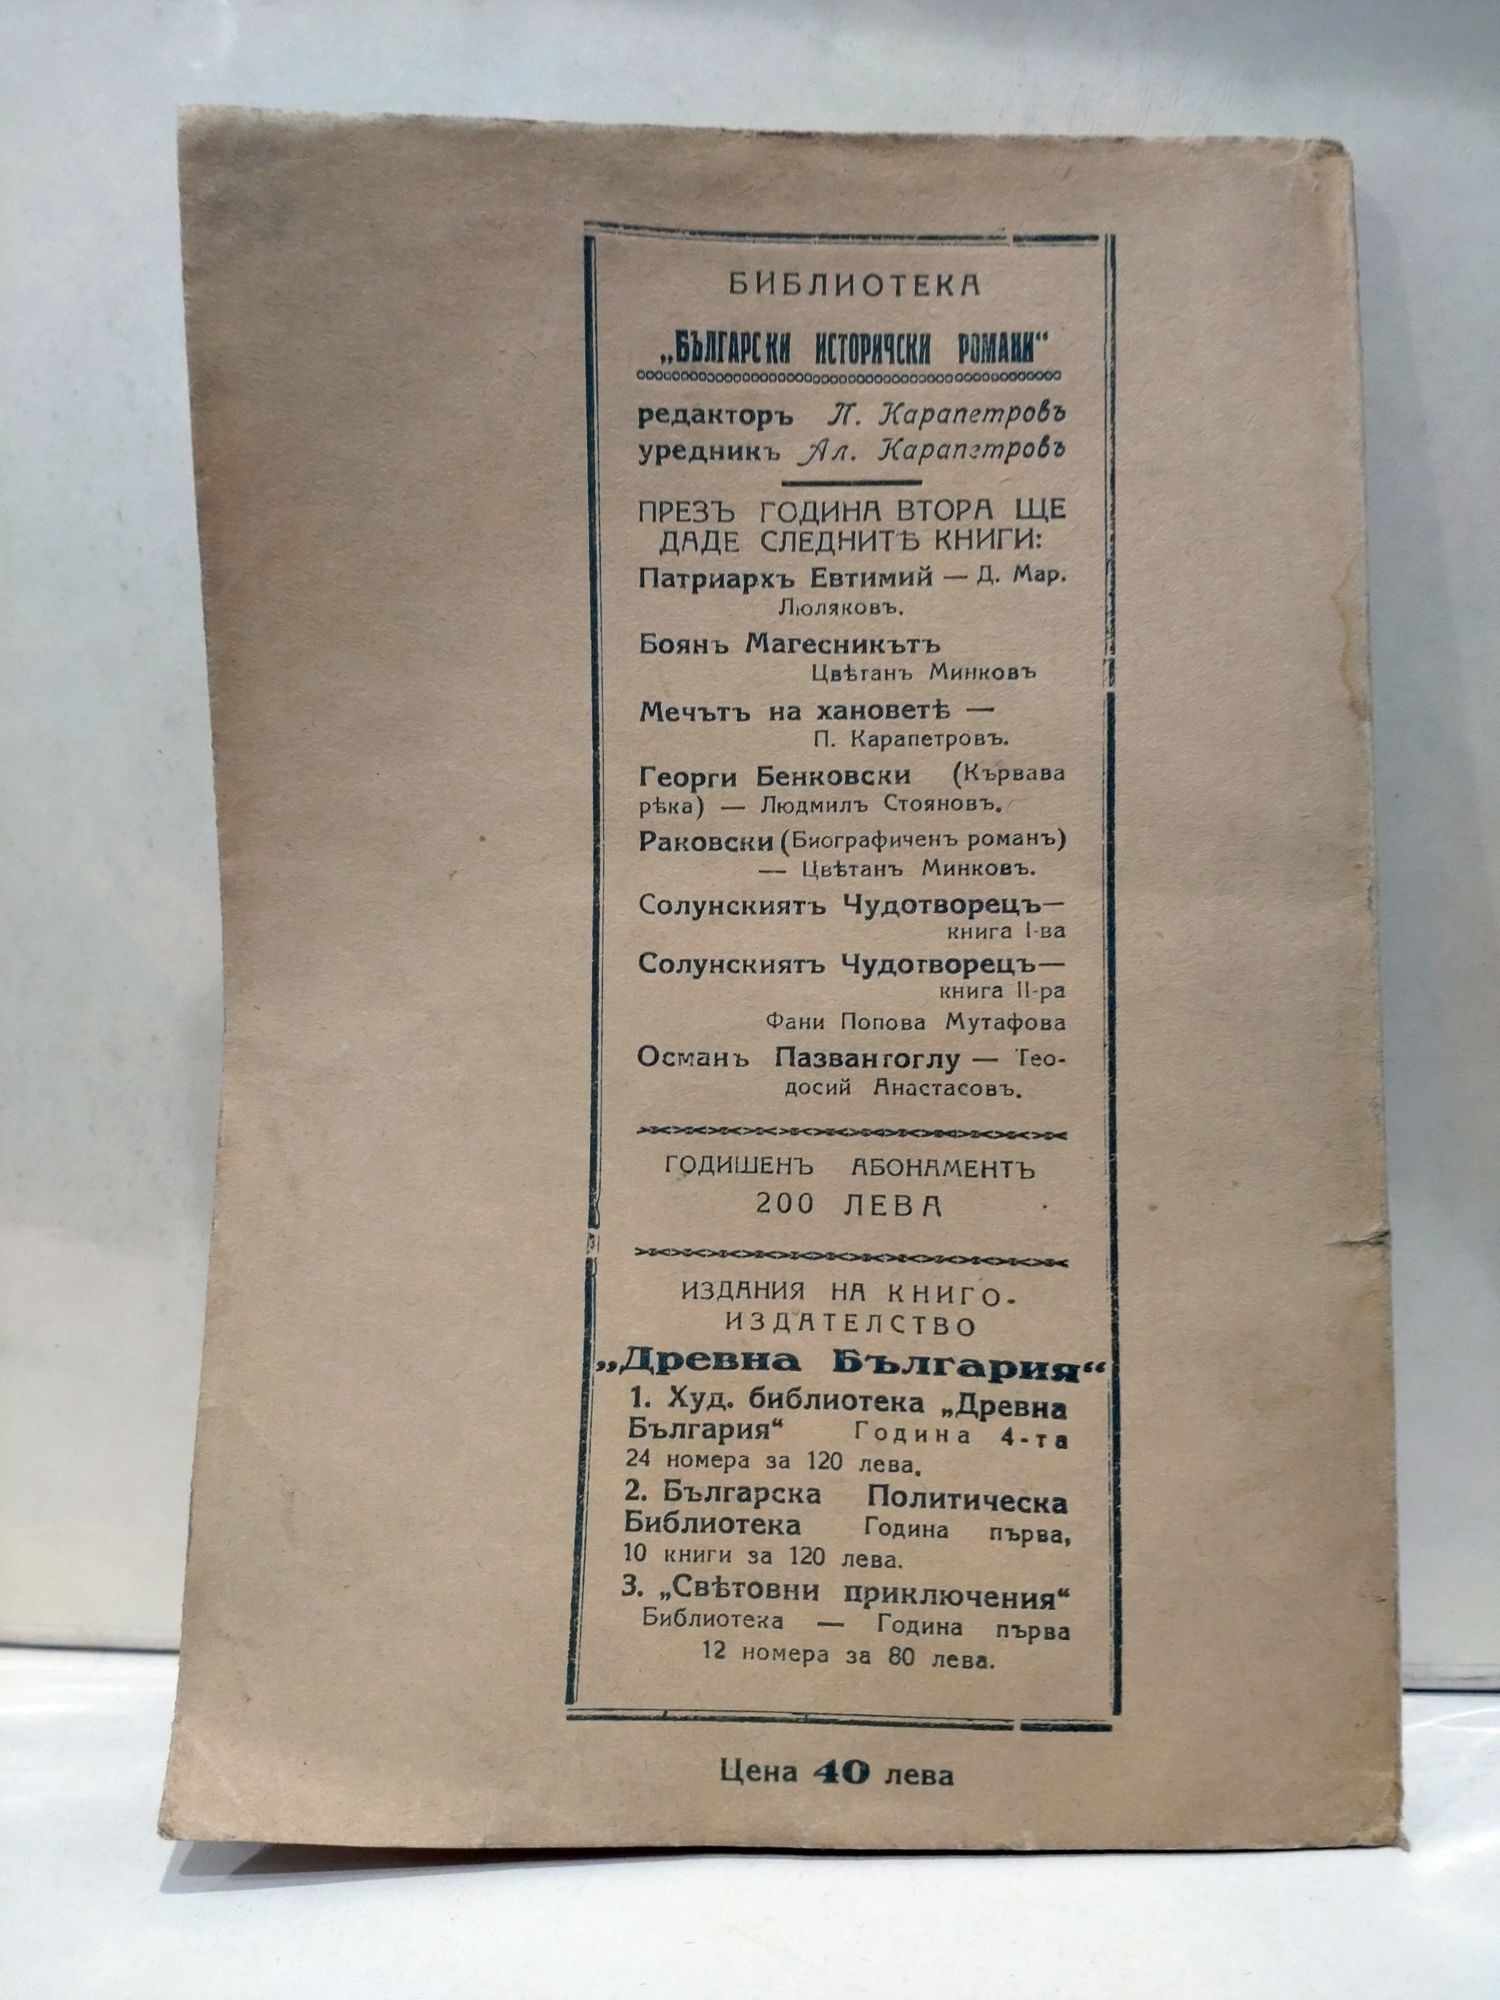 БИБЛИОТЕКА
„БЪЛГАРСКИ ИСТОРИЧСКИ РОМАНИ“
редакторъ П. Карапетровъ
уредникъ Ал. Карапетровъ
ПРЕЗЪ ГОДИНА ВТОРА ЩЕ
ДАДЕ СЛЕДНИТѢ КНИГИ:
Патриархъ Евтимий — Д. Мар.
Люляковъ.
Боянъ Магесникътъ
Цвѣтанъ Минковъ
Мечътъ на хановетѣ —
П. Карапетровъ.
Георги Бенковски (Кървава
рѣка) — Людмилъ Стояновъ.
Раковски (Биографиченъ романъ)
— Цвѣтанъ Минковъ.
Солунскиятъ Чудотворецъ—
книга I-ва
Солунскиятъ Чудотворецъ—
книга II-ра
Фани Попова Мутафова
Османъ Пазвантоглу — Тео-
досий Анастасовъ.
ГОДИШЕНЪ АБОНАМЕНТЪ
200 ЛЕВА
ИЗДАНИЯ НА КНИГО-
ИЗДАТЕЛСТВО
„Древна България“
1. Худ. библиотека „Древна
България“ Година 4-та
24 номера за 120 лева.
2. Българска Политическа
Библиотека Година първа,
10 книги за 120 лева.
3. „Свѣтовни приключения“
Библиотека — Година първа
12 номера за 80 лева.
Цена 40 лева